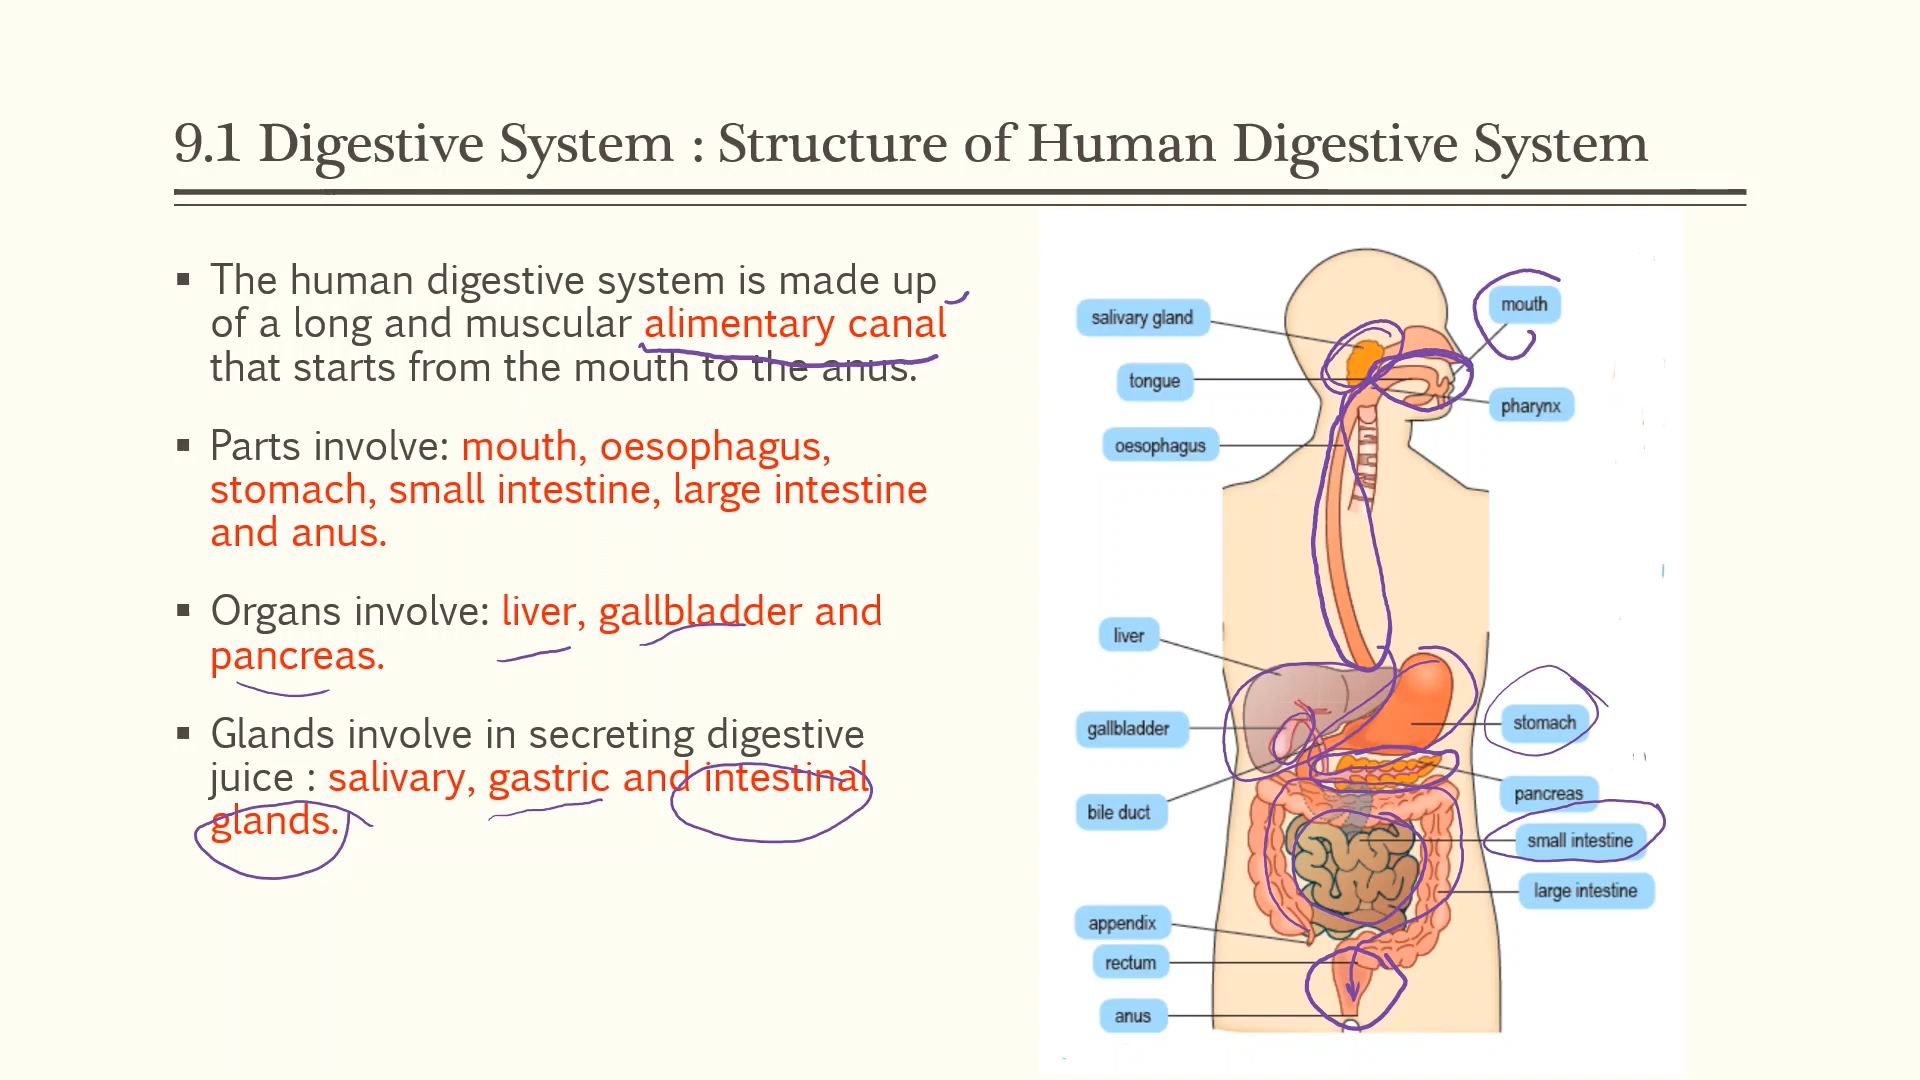 9.1 Digestive System : Structure of Human Digestive System
▪ The human digestive system is made up
of a long and muscular alimentary canal
that starts from the mouth to the anus.
▪ Parts involve: mouth, oesophagus,
stomach, small intestine, large intestine
and anus.
▪ Organs involve: liver, gallbladder and
pancreas.
▪ Glands involve in secreting digestive
juice : salivary, gastric and intestinal
glands.
salivary gland
tongue
oesophagus
liver
gallbladder
bile duct
appendix
rectum
anus
mouth
pharynx
stomach
pancreas
small intestine
large intestine